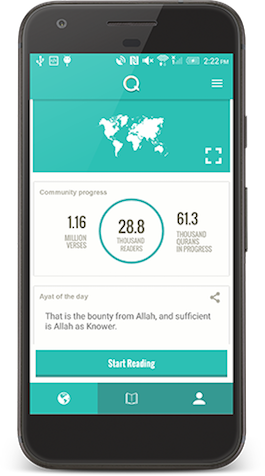 2:22 PM
Q
Community progress
1.16
MILLION
VERSES
28.8
THOUSAND
READERS
61.3
THOUSAND
QURANS
IN PROGRESS
Ayat of the day
That is the bounty from Allah, and sufficient
is Allah as Knower.
Start Reading